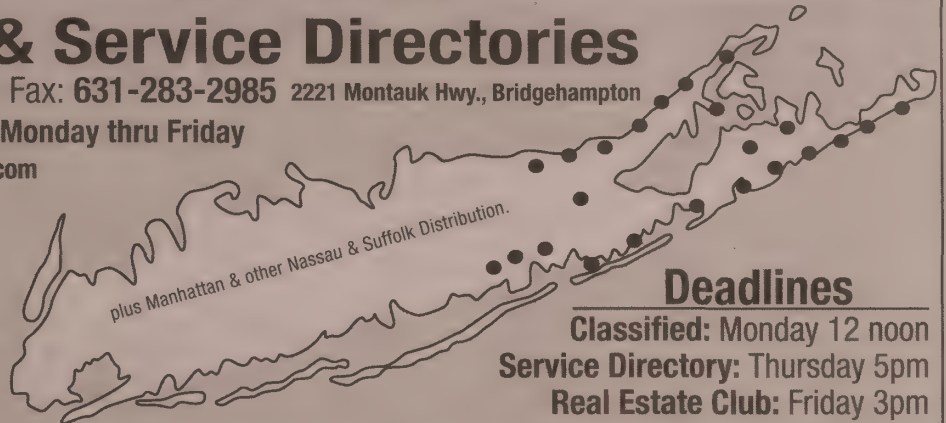 & Service Directories
Fax: 631-283-2985 2221 Montauk Hwy., Bridgehampton
Monday thru Friday
com
plus Manhattan & other Nassau & Suffolk Distribution.
Deadlines
Classified: Monday 12 noon
Service Directory: Thursday 5pm
Real Estate Club: Friday 3pm